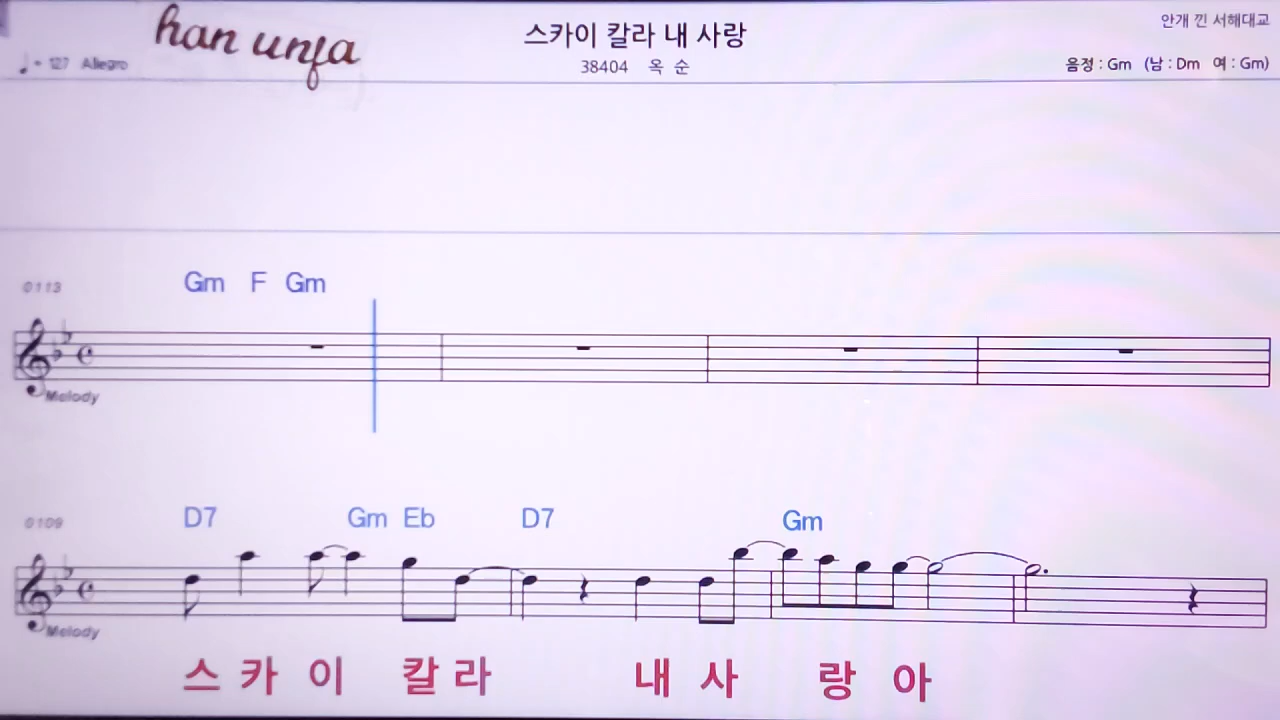 han unja
스카이 칼라 내 사랑
안개 낀 서해대교
♩ = 127 Allegro
38404 옥 순
음정 : Gm (남 : Dm 여 : Gm)
Gm F Gm
0113
Melody
D7 Gm Eb D7 Gm
0109
Melody
스 카 이 칼 라 내 사 랑 아